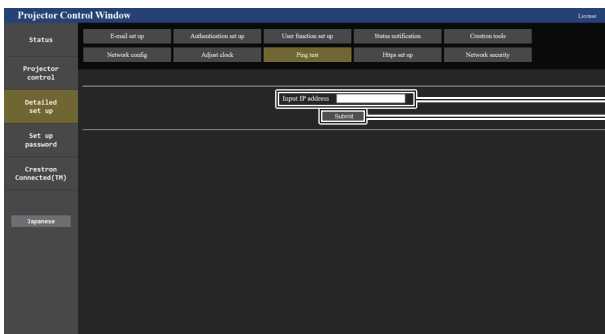 Projector Control Window
License
Status
E-mail set up
Authentication set up
User function set up
Status notification
Crestron tools
Network config
Adjust clock
Ping test
Https set up
Network security
Projector
control
Detailed
set up
Set up
password
Crestron
Connected(TM)
Japanese
Input IP address
Submit